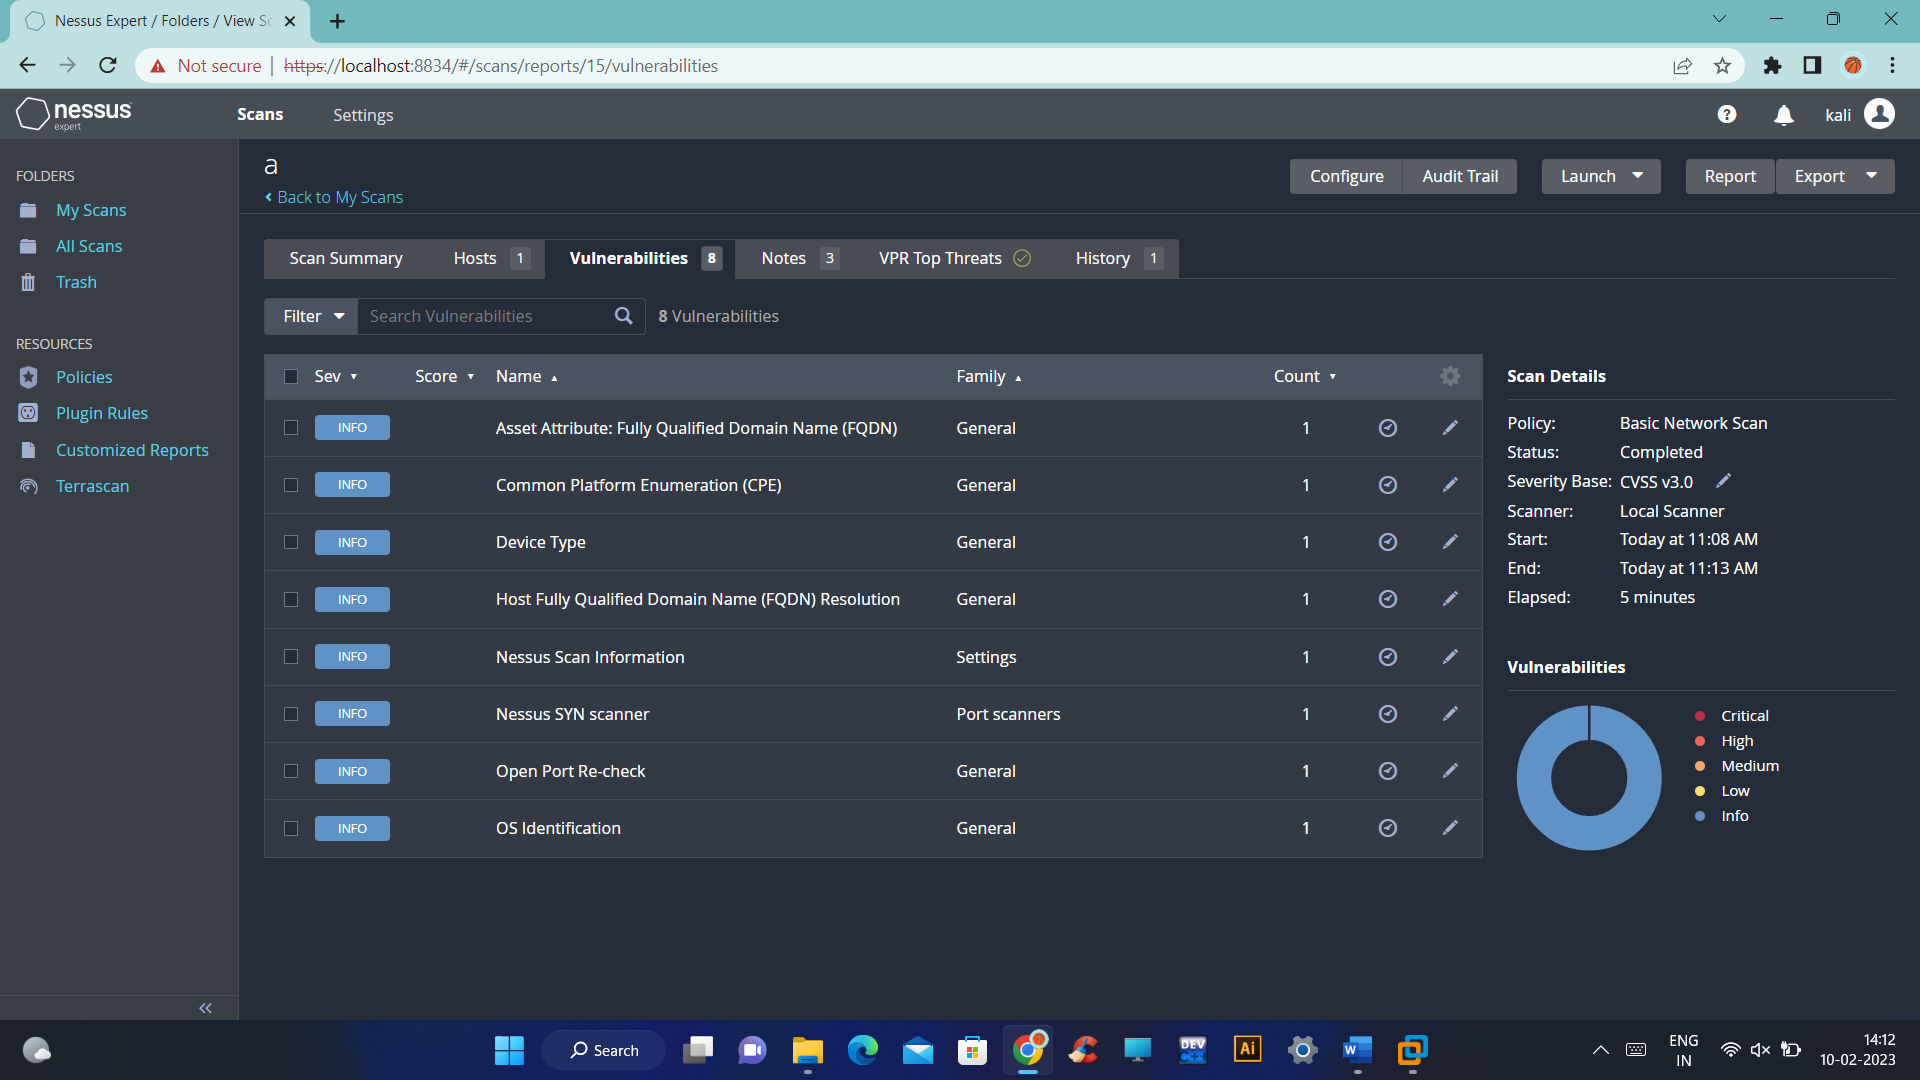 Nessus Expert / Folders / View Sc
Not secure
https://localhost:8834/#/scans/reports/15/vulnerabilities
nessus
expert
Scans
Settings
kali
FOLDERS
My Scans
All Scans
Trash
RESOURCES
Policies
Plugin Rules
Customized Reports
Terrascan
a
Back to My Scans
Configure
Audit Trail
Launch
Report
Export
Scan Summary
Hosts 1
Vulnerabilities 8
Notes 3
VPR Top Threats
History 1
Filter
Search Vulnerabilities
8 Vulnerabilities
Sev Score Name Family Count
INFO Asset Attribute: Fully Qualified Domain Name (FQDN) General 1
INFO Common Platform Enumeration (CPE) General 1
INFO Device Type General 1
INFO Host Fully Qualified Domain Name (FQDN) Resolution General 1
INFO Nessus Scan Information Settings 1
INFO Nessus SYN scanner Port scanners 1
INFO Open Port Re-check General 1
INFO OS Identification General 1
Scan Details
Policy: Basic Network Scan
Status: Completed
Severity Base: CVSS v3.0
Scanner: Local Scanner
Start: Today at 11:08 AM
End: Today at 11:13 AM
Elapsed: 5 minutes
Vulnerabilities
Critical
High
Medium
Low
Info
Search
DEV
C++
Ai
W
ENG
IN
14:12
10-02-2023